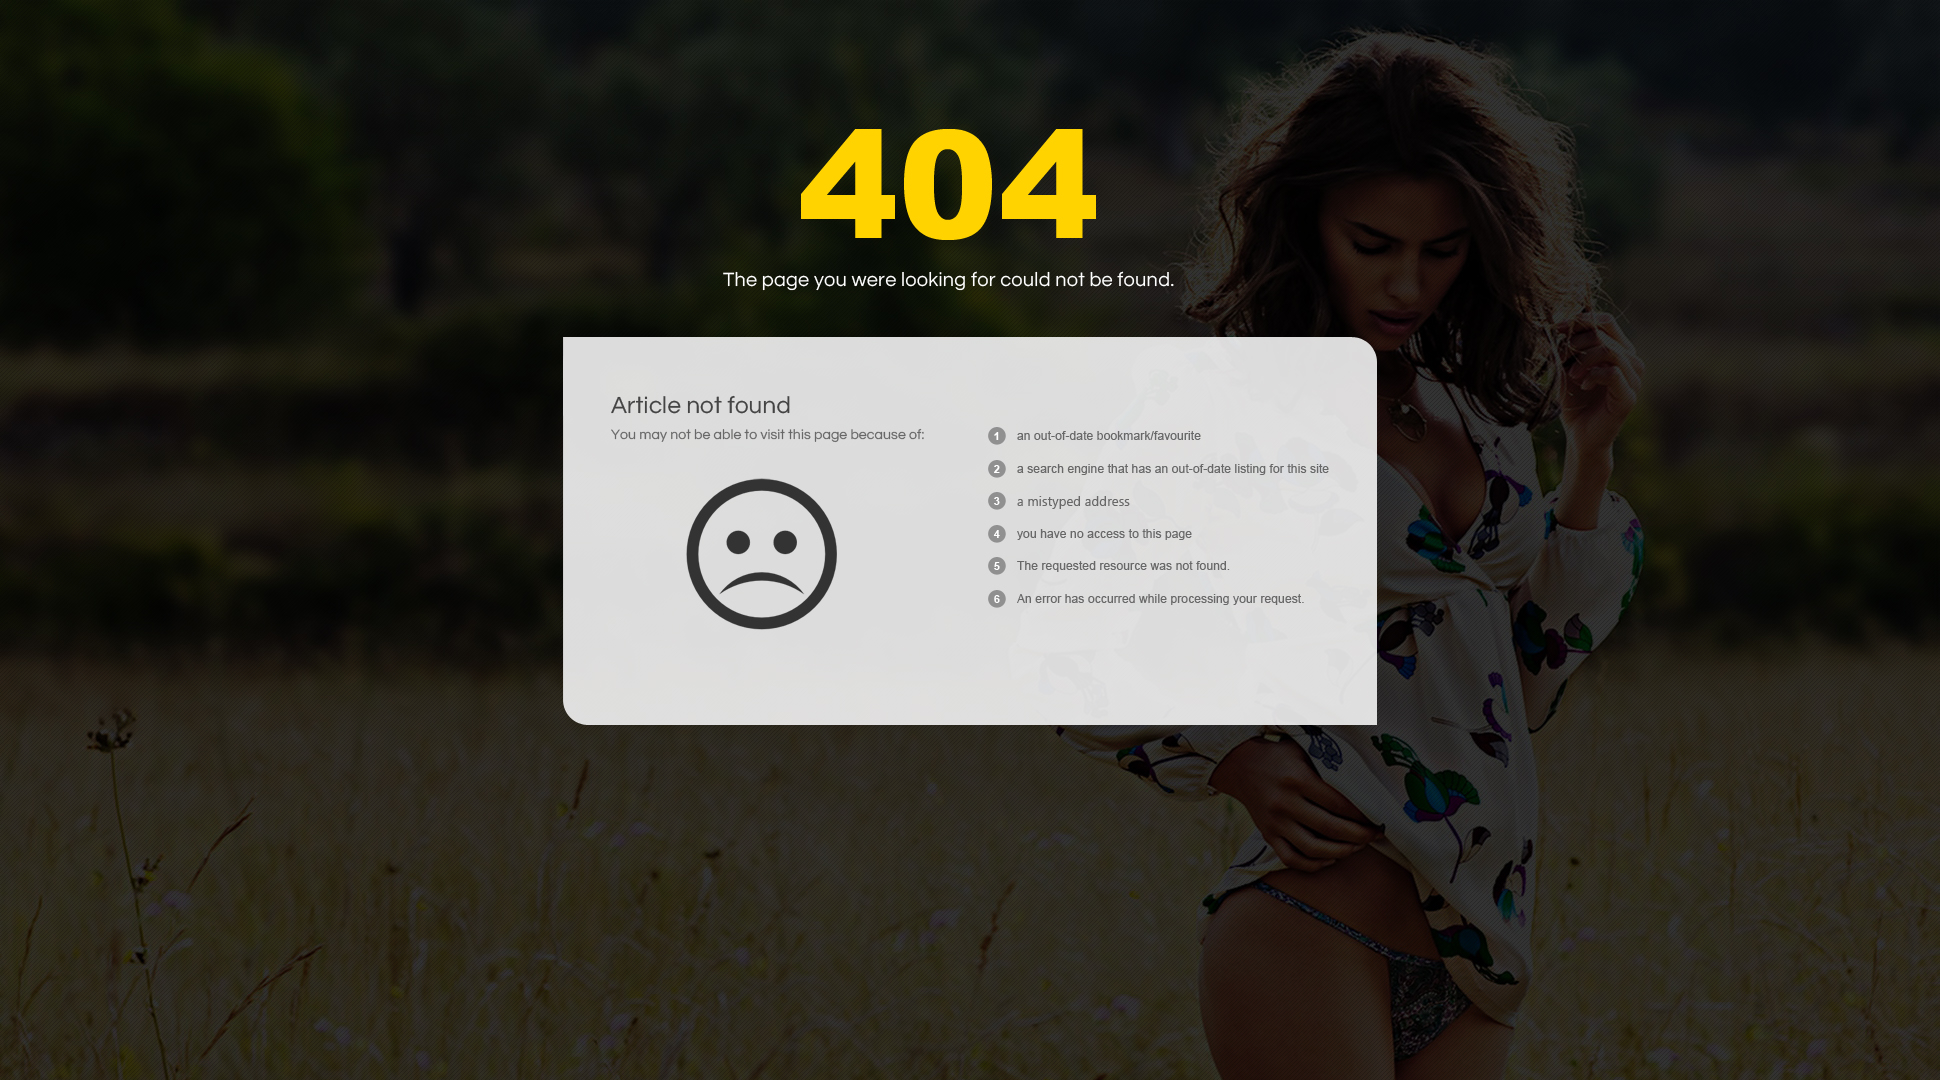 404
The page you were looking for could not be found.
Article not found
You may not be able to visit this page because of:
1 an out-of-date bookmark/favourite
2 a search engine that has an out-of-date listing for this site
3 a mistyped address
4 you have no access to this page
5 The requested resource was not found.
6 An error has occurred while processing your request.